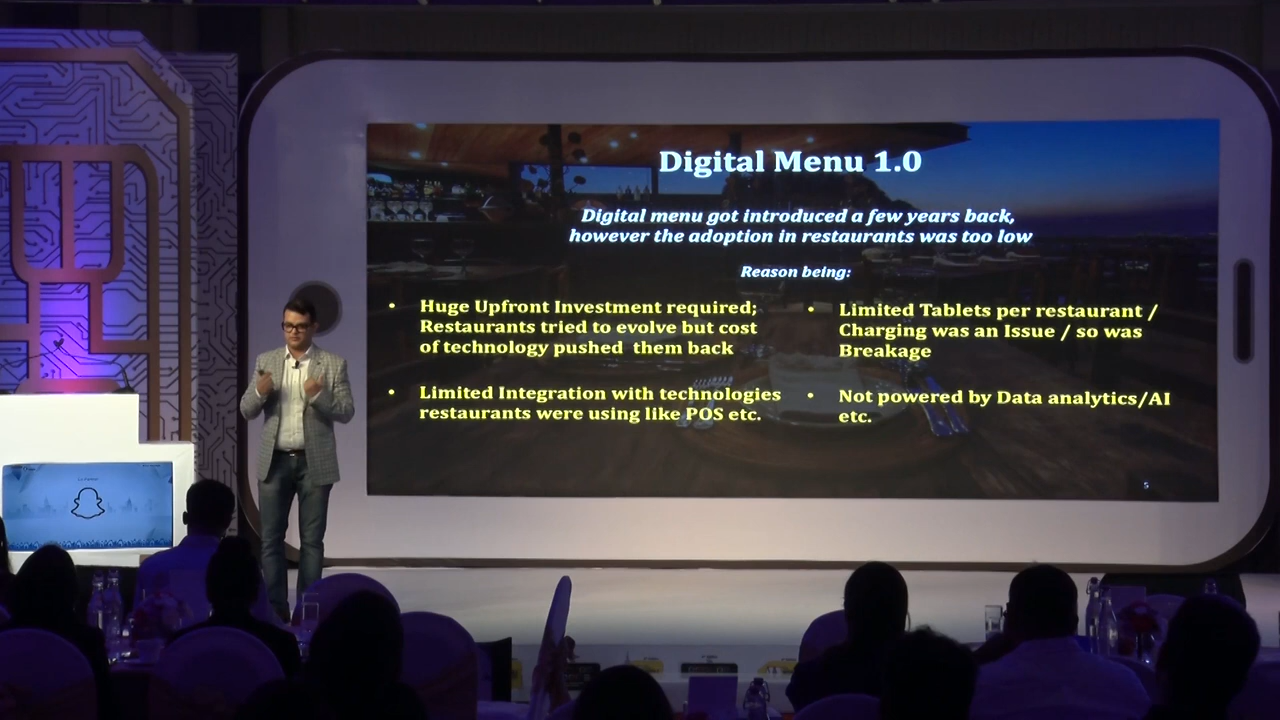 Digital Menu 1.0
Digital menu got introduced a few years back,
however the adoption in restaurants was too low
Reason being:
• Huge Upfront Investment required;
Restaurants tried to evolve but cost
of technology pushed them back
• Limited Integration with technologies
restaurants were using like POS etc.
• Limited Tablets per restaurant /
Charging was an Issue / so was
Breakage
• Not powered by Data analytics/AI
etc.
5